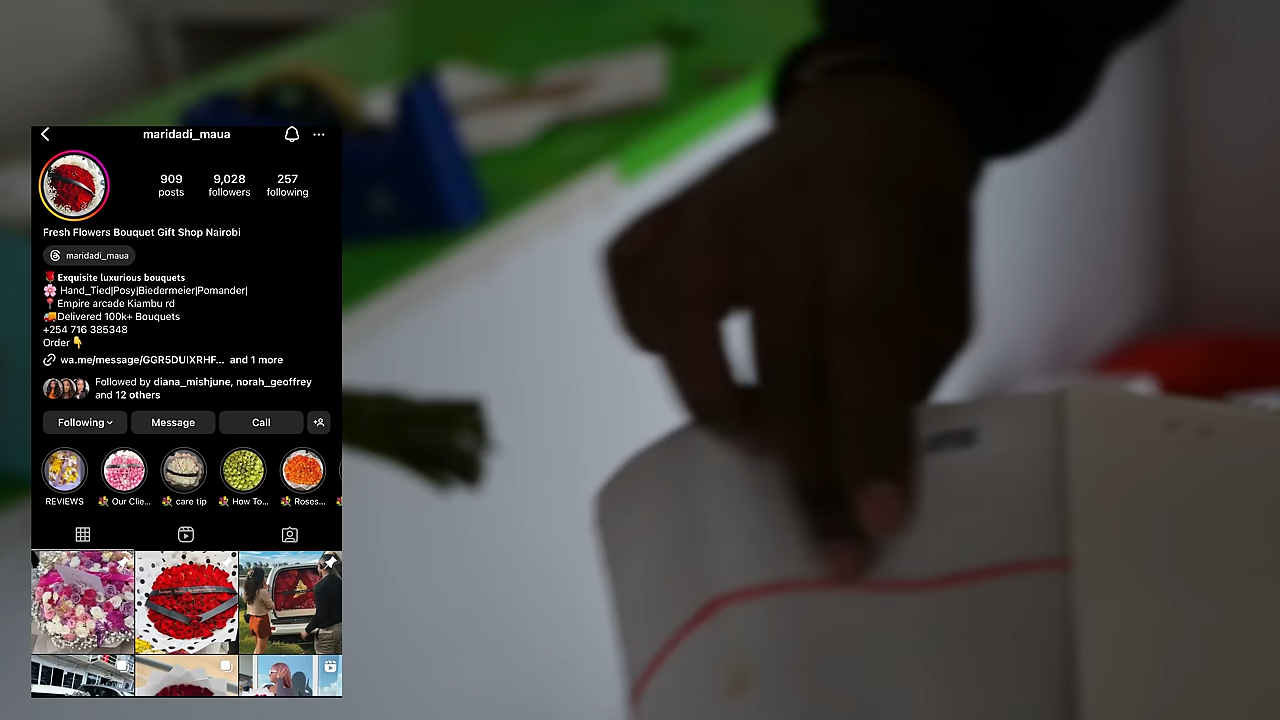 maridadi_maua
909
posts
9,028
followers
257
following
Fresh Flowers Bouquet Gift Shop Nairobi
maridadi_maua
🌹Exquisite luxurious bouquets
🌸 Hand_Tied|Posy|Biedermeier|Pomander|
📍Empire arcade Kiambu rd
🚚Delivered 100k+ Bouquets
+254 716 385348
Order👇
wa.me/message/GGR5DUIXRHF... and 1 more
Followed by diana_mishjune, norah_geoffrey
and 12 others
Following
Message
Call
REVIEWS
💐 Our Clie...
💐 care tip
💐 How To...
💐 Roses...